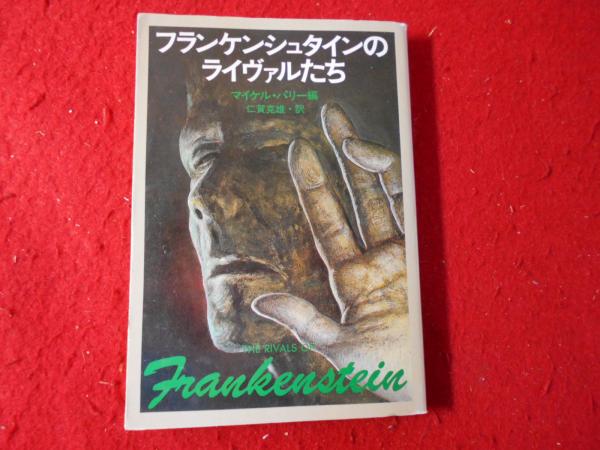 フランケンシュタインの
ライヴァルたち
マイケル・パリー編
仁賀克雄・訳
THE RIVALS OF
Frankenstein